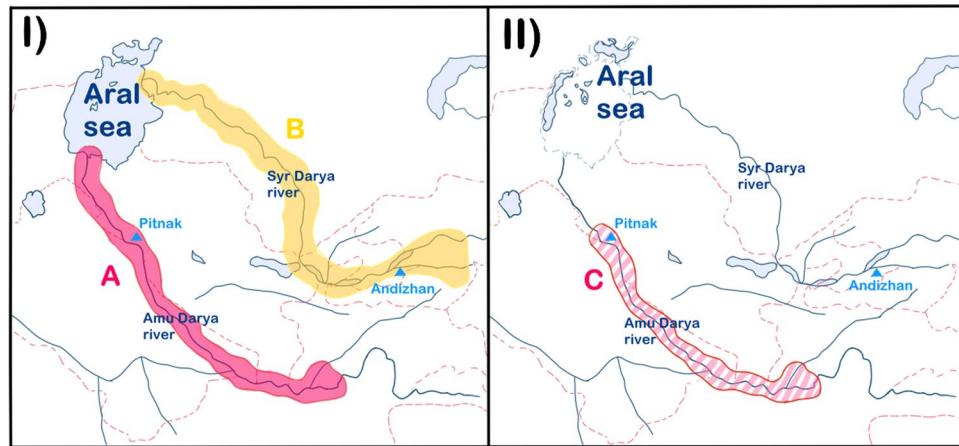 I)
Aral
sea
B
Syr Darya
river
Pitnak
A
Andizhan
Amu Darya
river
II)
Aral
sea
Syr Darya
river
Pitnak
Andizhan
C
Amu Darya
river